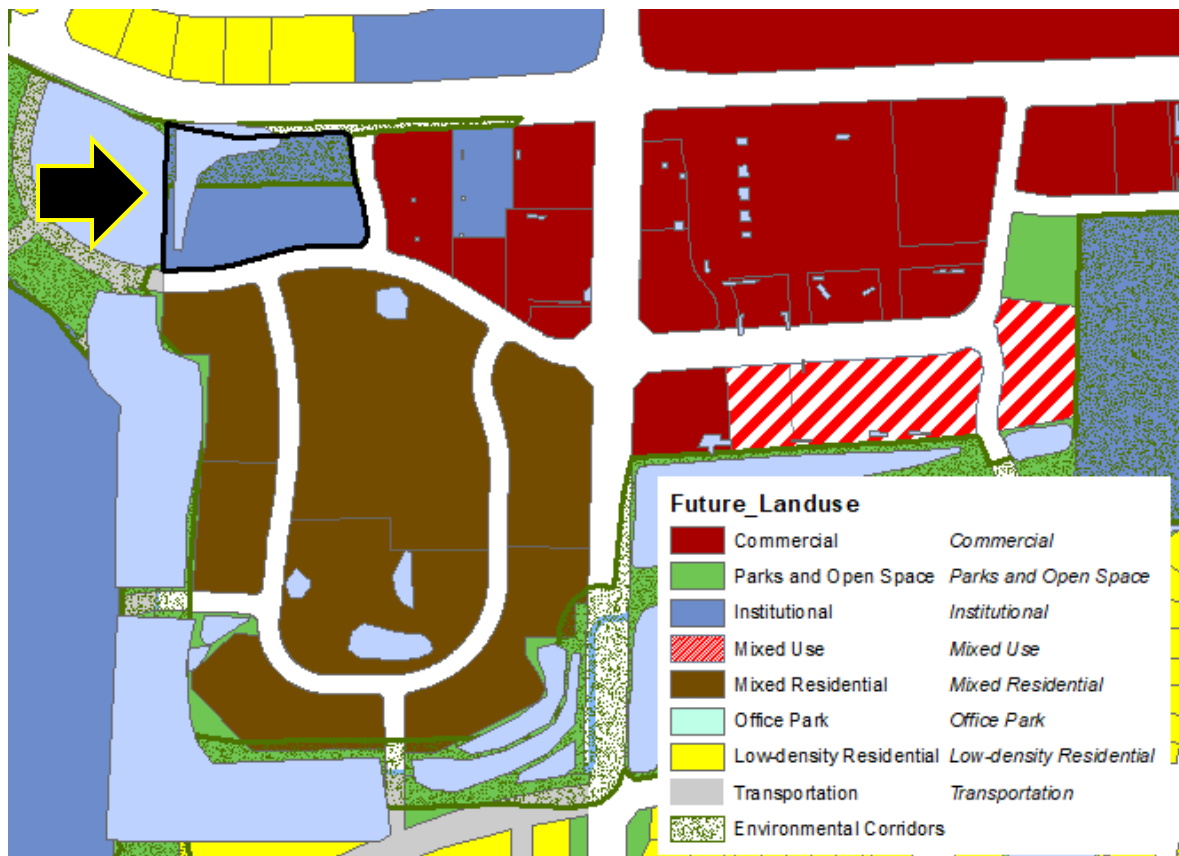 Future_Landuse
Commercial Commercial
Parks and Open Space Parks and Open Space
Institutional Institutional
Mixed Use Mixed Use
Mixed Residential Mixed Residential
Office Park Office Park
Low-density Residential Low-density Residential
Transportation Transportation
Environmental Corridors